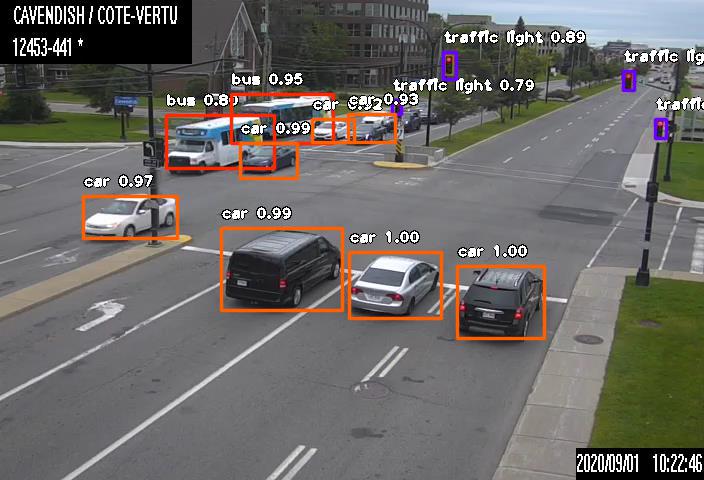 CAVENDISH / COTE-VERTU
12453-441 *
traffic light 0.89
traffic
bus 0.95
traffic light 0.79
bus 0.80
car
car 0.93
traffic
car 0.99
car 0.97
car 0.99
car 1.00
car 1.00
2020/09/01 10:22:46